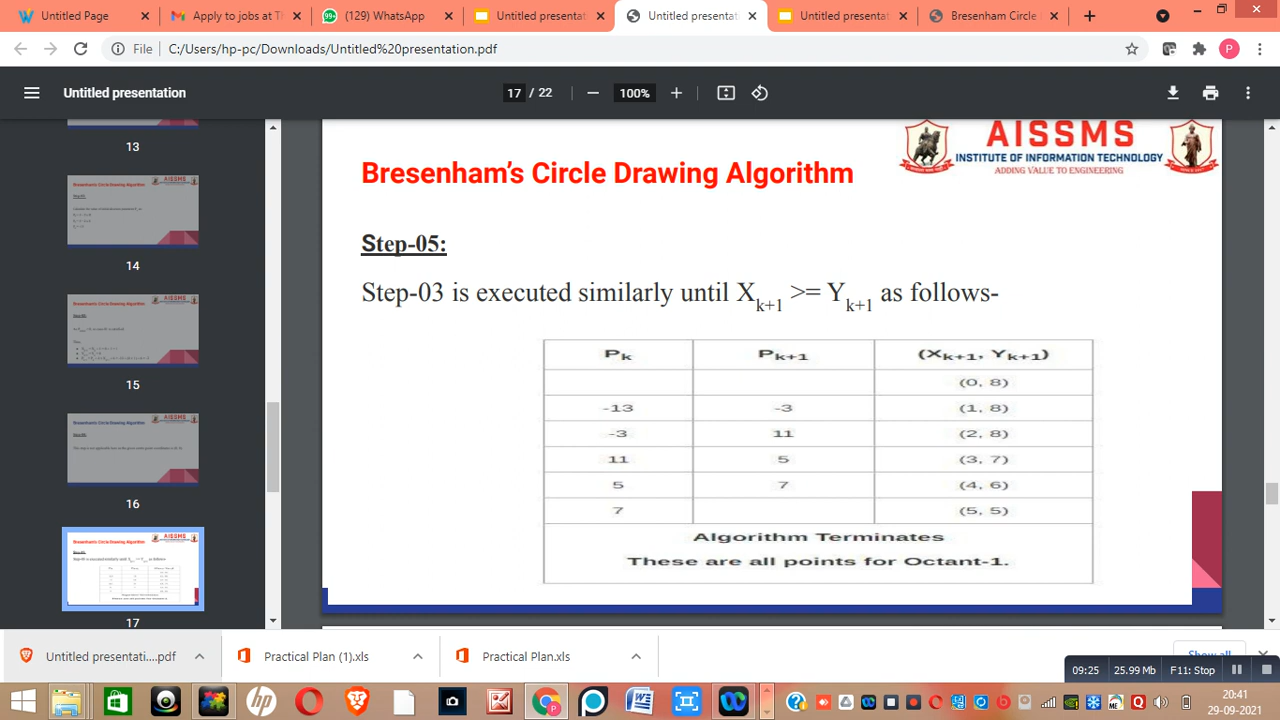 Untitled Page
Apply to jobs at T
(129) WhatsApp
Untitled presentat
Untitled presentat
Untitled presentat
Bresenham Circle
File
C:/Users/hp-pc/Downloads/Untitled%20presentation.pdf
P
Untitled presentation
17 / 22
100%
13
14
15
16
17
AISSMS
INSTITUTE OF INFORMATION TECHNOLOGY
ADDING VALUE TO ENGINEERING
Bresenham's Circle Drawing Algorithm
Step-05:
Step-03 is executed similarly until Xk+1 >= Yk+1 as follows-
Pk Pk+1 (Xk+1, Yk+1)
(0, 8)
-13 -3 (1, 8)
-3 11 (2, 8)
11 5 (3, 7)
5 7 (4, 6)
7 (5, 5)
Algorithm Terminates
These are all points for Octant-1.
Untitled presentati....pdf
Practical Plan (1).xls
Practical Plan.xls
Show all
09:25 25.99 Mb F11: Stop
20:41
29-09-2021